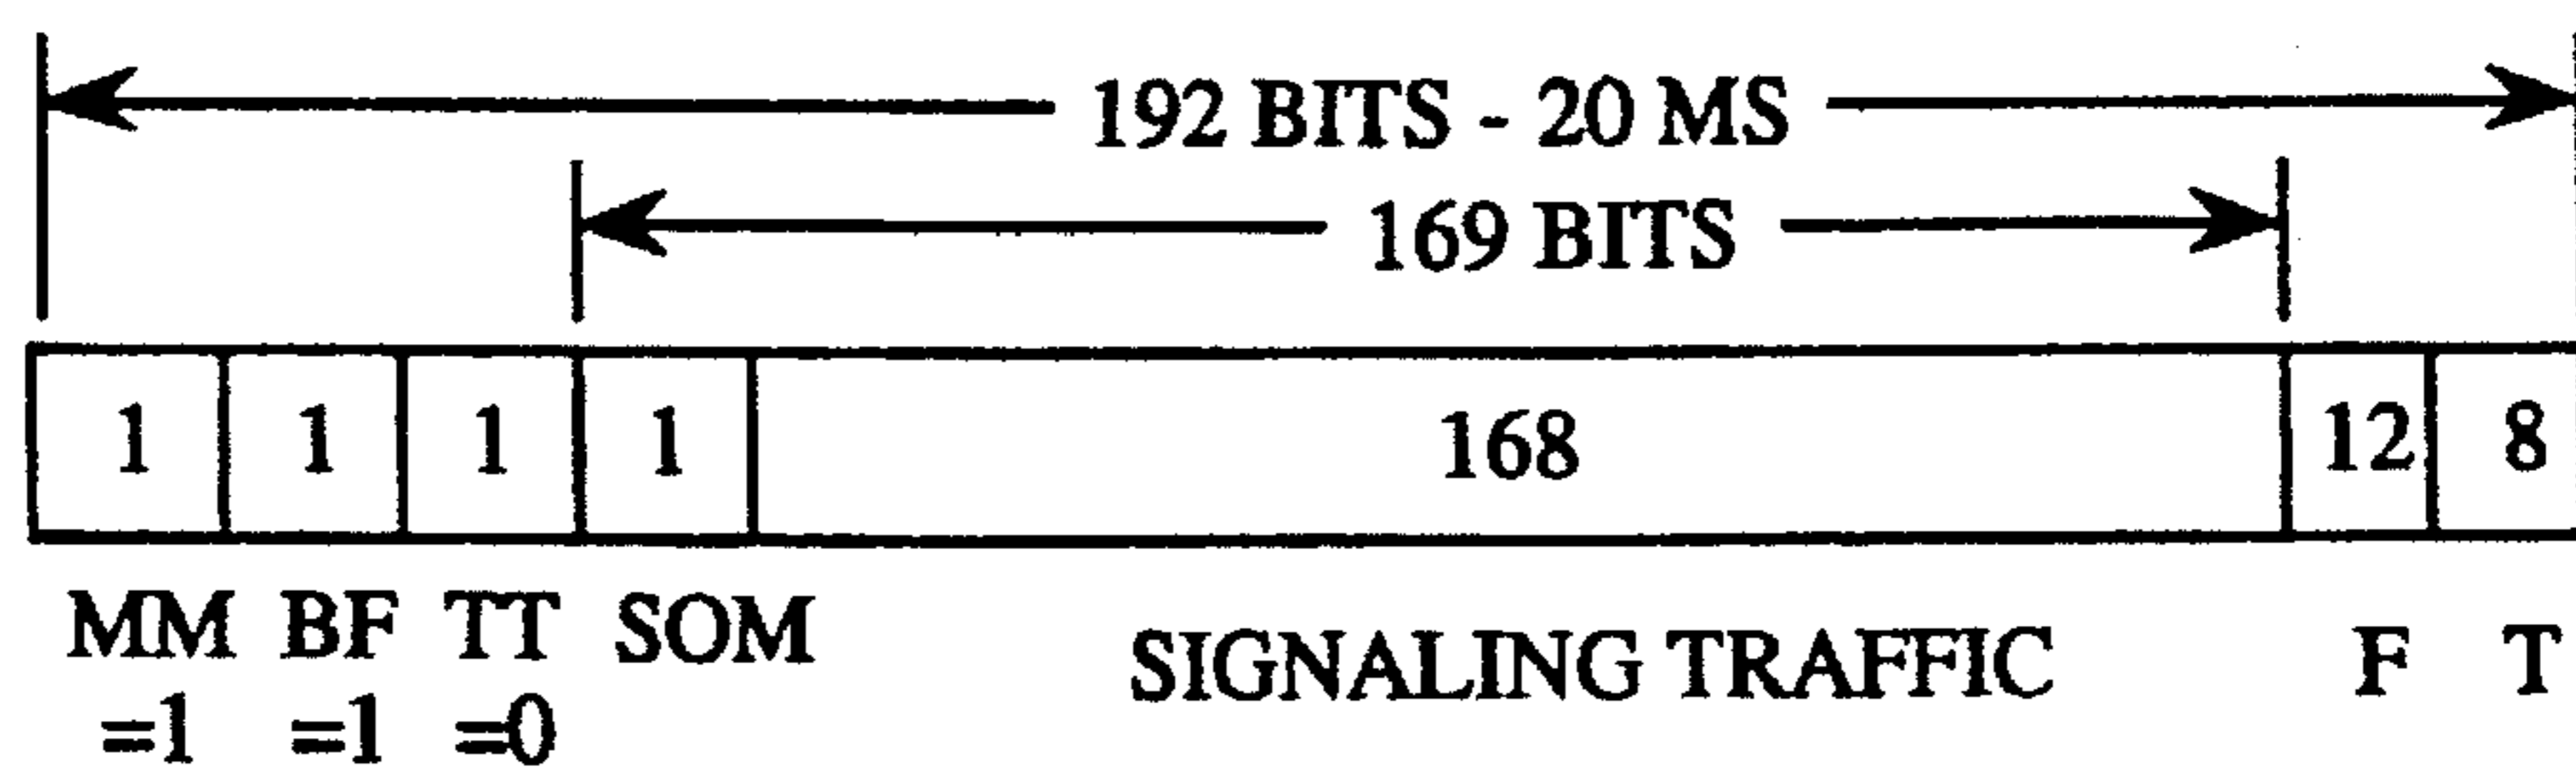 192 BITS - 20 MS
169 BITS
1 1 1 1 168 12 8
MM BF TT SOM SIGNALING TRAFFIC F T
=1 =1 =0